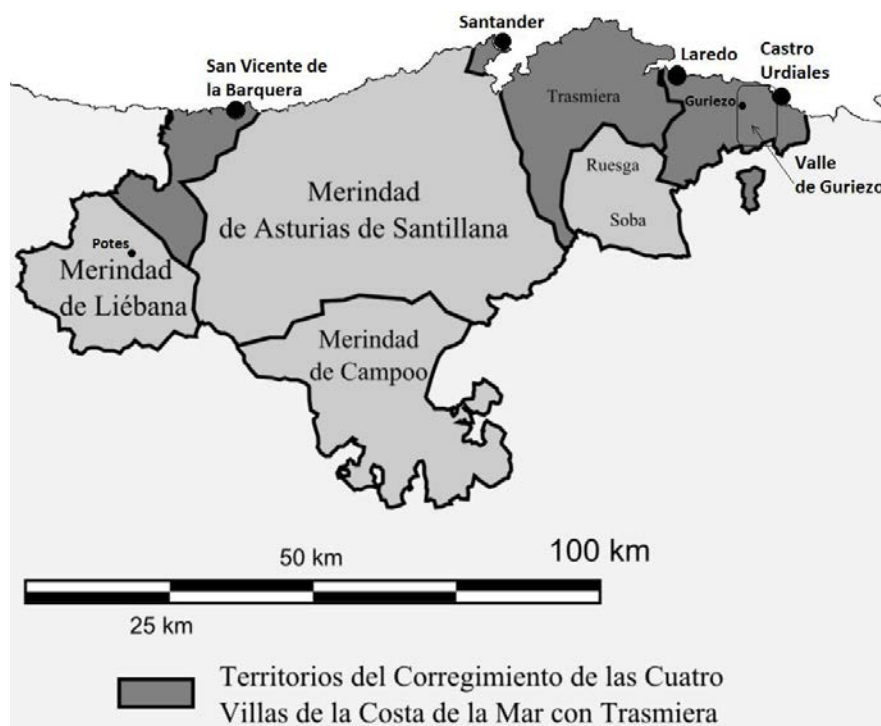 Santander
San Vicente de
la Barquera
Laredo
Castro
Urdiales
Trasmiera
Guriezo
Valle
de Guriezo
Ruesga
Soba
Merindad
de Asturias de Santillana
Potes
Merindad
de Liébana
Merindad
de Campoo
50 km
100 km
25 km
Territorios del Corregimiento de las Cuatro
Villas de la Costa de la Mar con Trasmiera